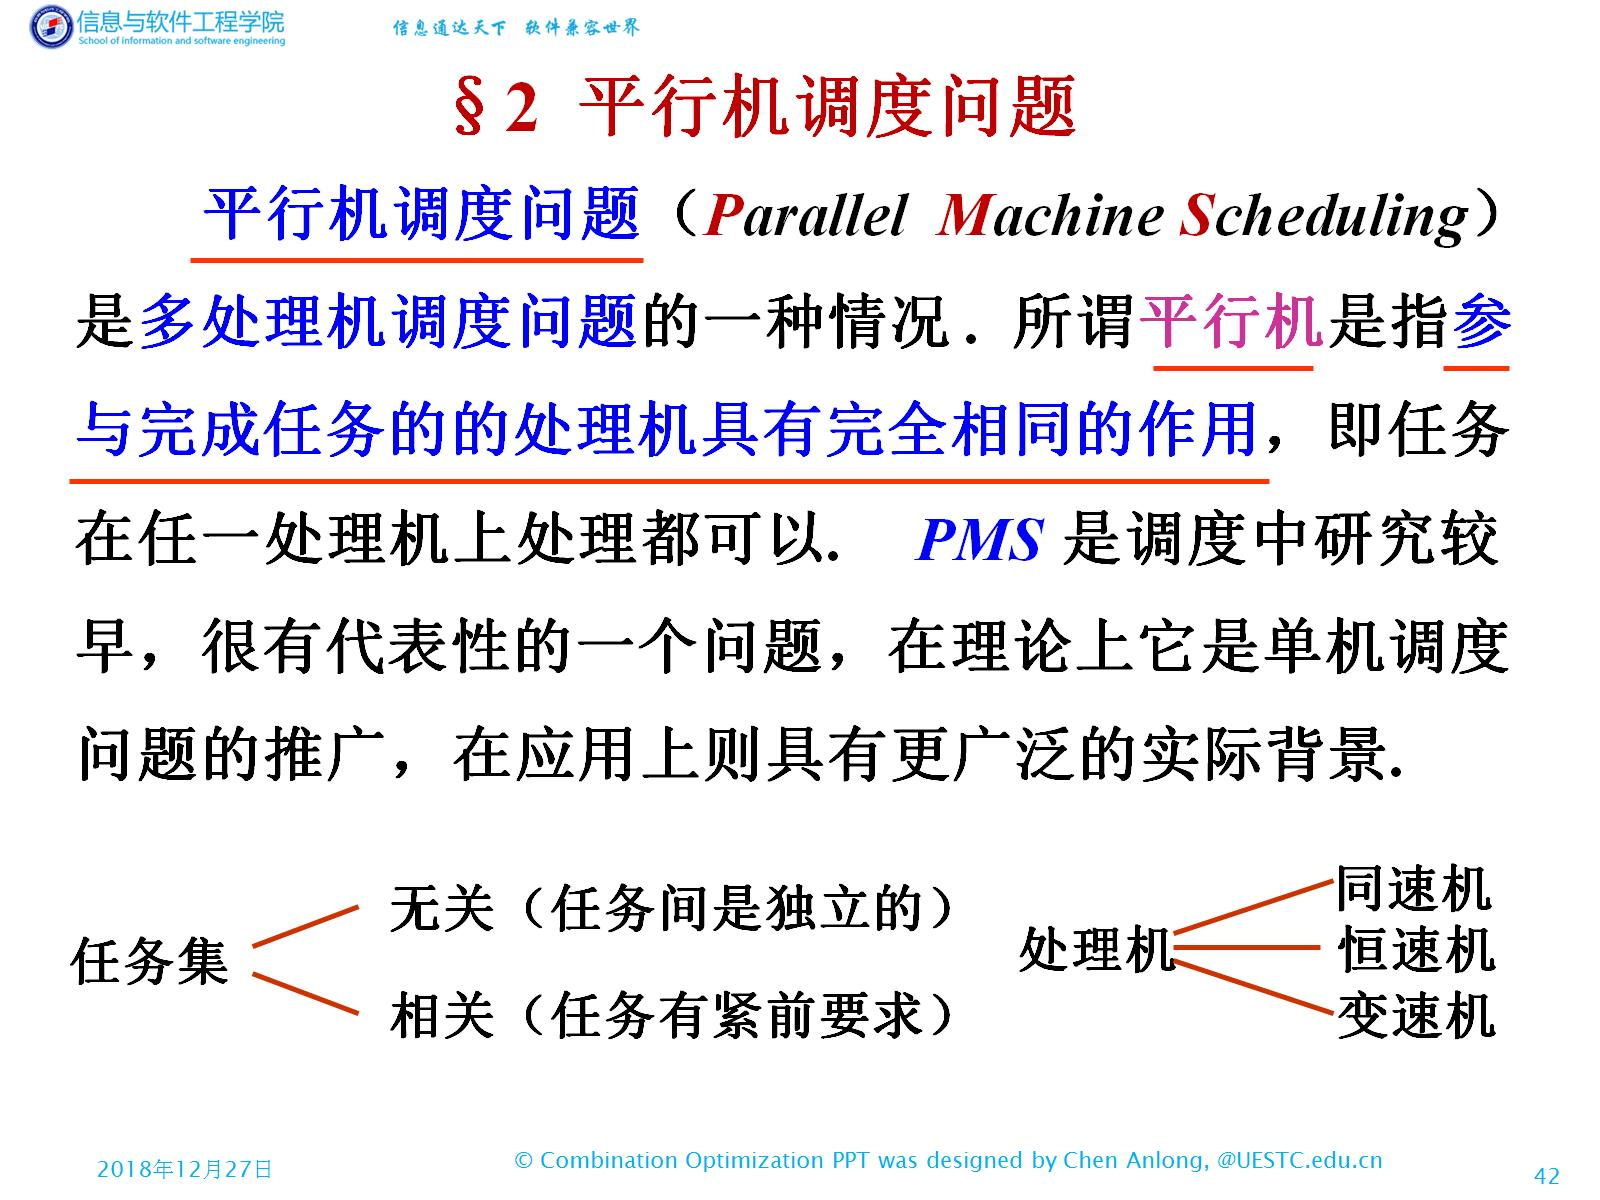 信息与软件工程学院
School of information and software engineering
信息通达天下 软件兼容世界
§2 平行机调度问题
平行机调度问题（Parallel Machine Scheduling）
是多处理机调度问题的一种情况. 所谓平行机是指参
与完成任务的的处理机具有完全相同的作用，即任务
在任一处理机上处理都可以. PMS 是调度中研究较
早，很有代表性的一个问题，在理论上它是单机调度
问题的推广，在应用上则具有更广泛的实际背景.
任务集
无关（任务间是独立的）
相关（任务有紧前要求）
处理机
同速机
恒速机
变速机
2018年12月27日
© Combination Optimization PPT was designed by Chen Anlong, @UESTC.edu.cn
42